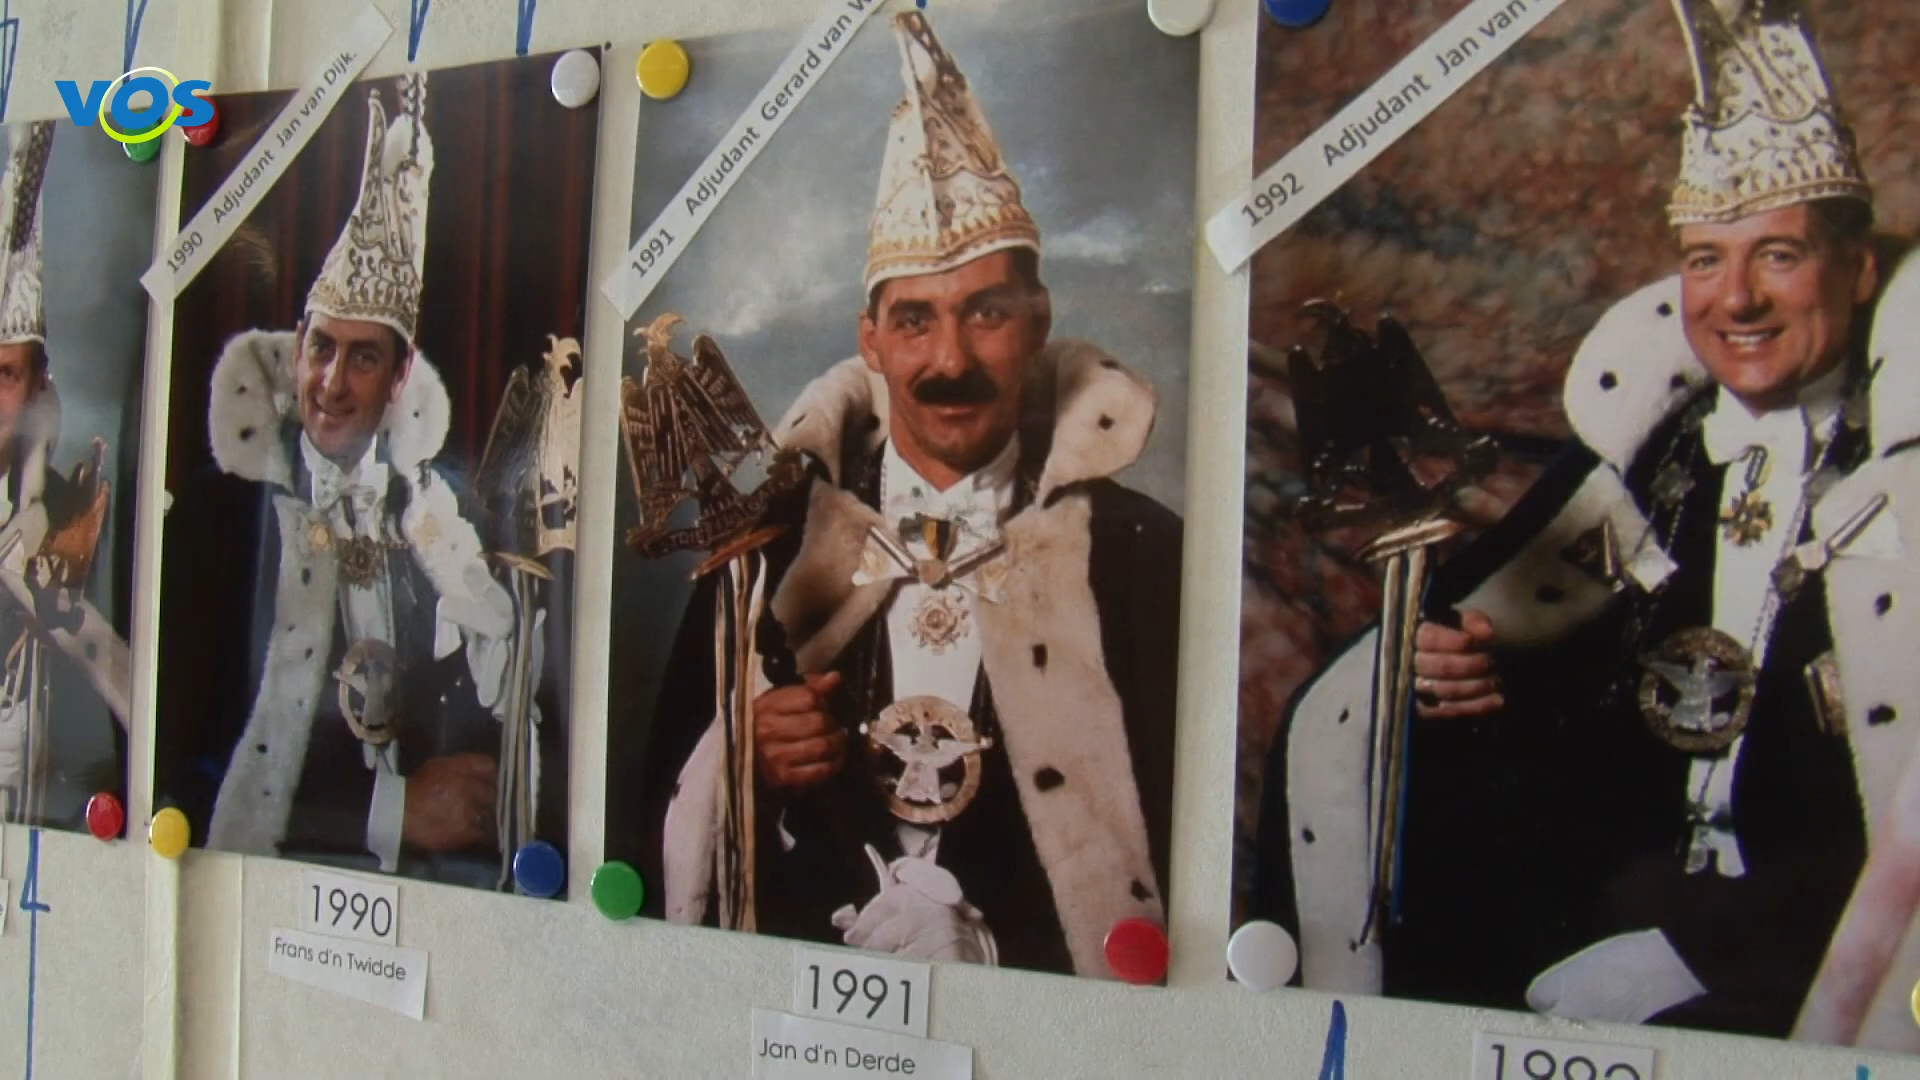 vos
1990 Adjudant Jan van Dijk.
1991 Adjudant Gerard van
1992 Adjudant Jan van
1990
Frans d'n Twidde
1991
Jan d'n Derde
1992